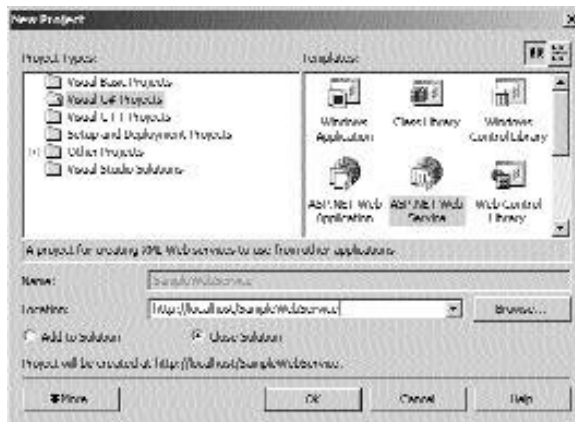 New Project
Project Types:
Templates:
Visual Basic Projects
Visual C# Projects
Visual C++ Projects
Setup and Deployment Projects
Other Projects
Visual Studio Solutions
Windows Application
Class Library
Windows Control Library
ASP.NET Web Application
ASP.NET Web Service
Web Control Library
A project for creating XML Web services to use from other applications
Name:
SampleWebService
Location:
http://localhost/SampleWebService
Browse...
Add to Solution
Close Solution
Project will be created at http://localhost/SampleWebService.
More
OK
Cancel
Help